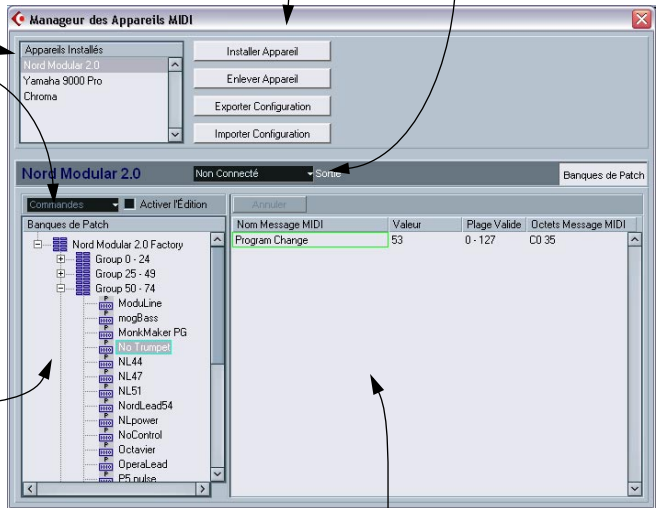 Manageur des Appareils MIDI
Appareils Installés
Nord Modular 2.0
Yamaha 9000 Pro
Chroma
Installer Appareil
Enlever Appareil
Exporter Configuration
Importer Configuration
Nord Modular 2.0
Non Connecté
Sortie
Banques de Patch
Commandes
Activer l'Édition
Annuler
Banques de Patch
Nom Message MIDI
Valeur
Plage Valide
Octets Message MIDI
Program Change
53
0 - 127
C0 35
Nord Modular 2.0 Factory
Group 0 - 24
Group 25 - 49
Group 50 - 74
ModuLine
mogBass
MonkMaker PG
No Trumpet
NL44
NL47
NL51
NordLead54
NLpower
NoControl
Octavier
OperaLead
P5 pulse